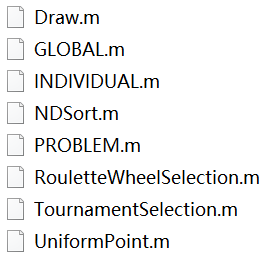 Draw.m
GLOBAL.m
INDIVIDUAL.m
NDSort.m
PROBLEM.m
RouletteWheelSelection.m
TournamentSelection.m
UniformPoint.m